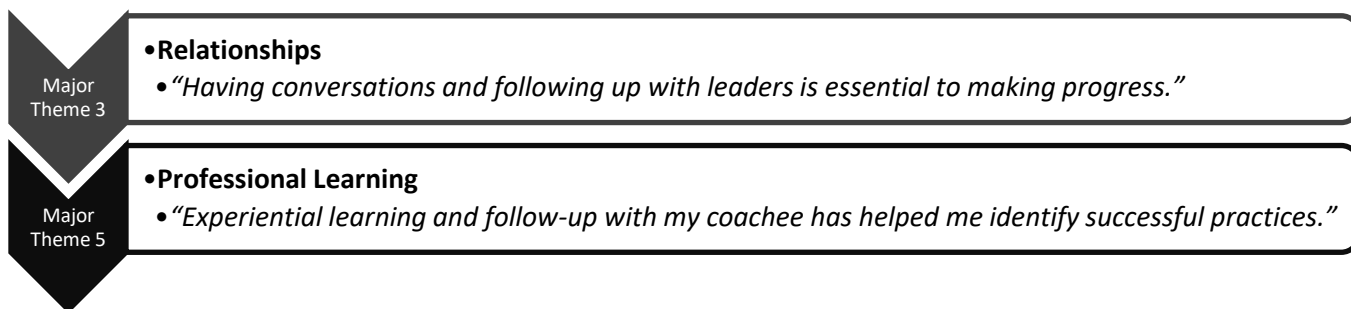 Major
Theme 3
•Relationships
•“Having conversations and following up with leaders is essential to making progress.”
Major
Theme 5
•Professional Learning
•“Experiential learning and follow-up with my coachee has helped me identify successful practices.”